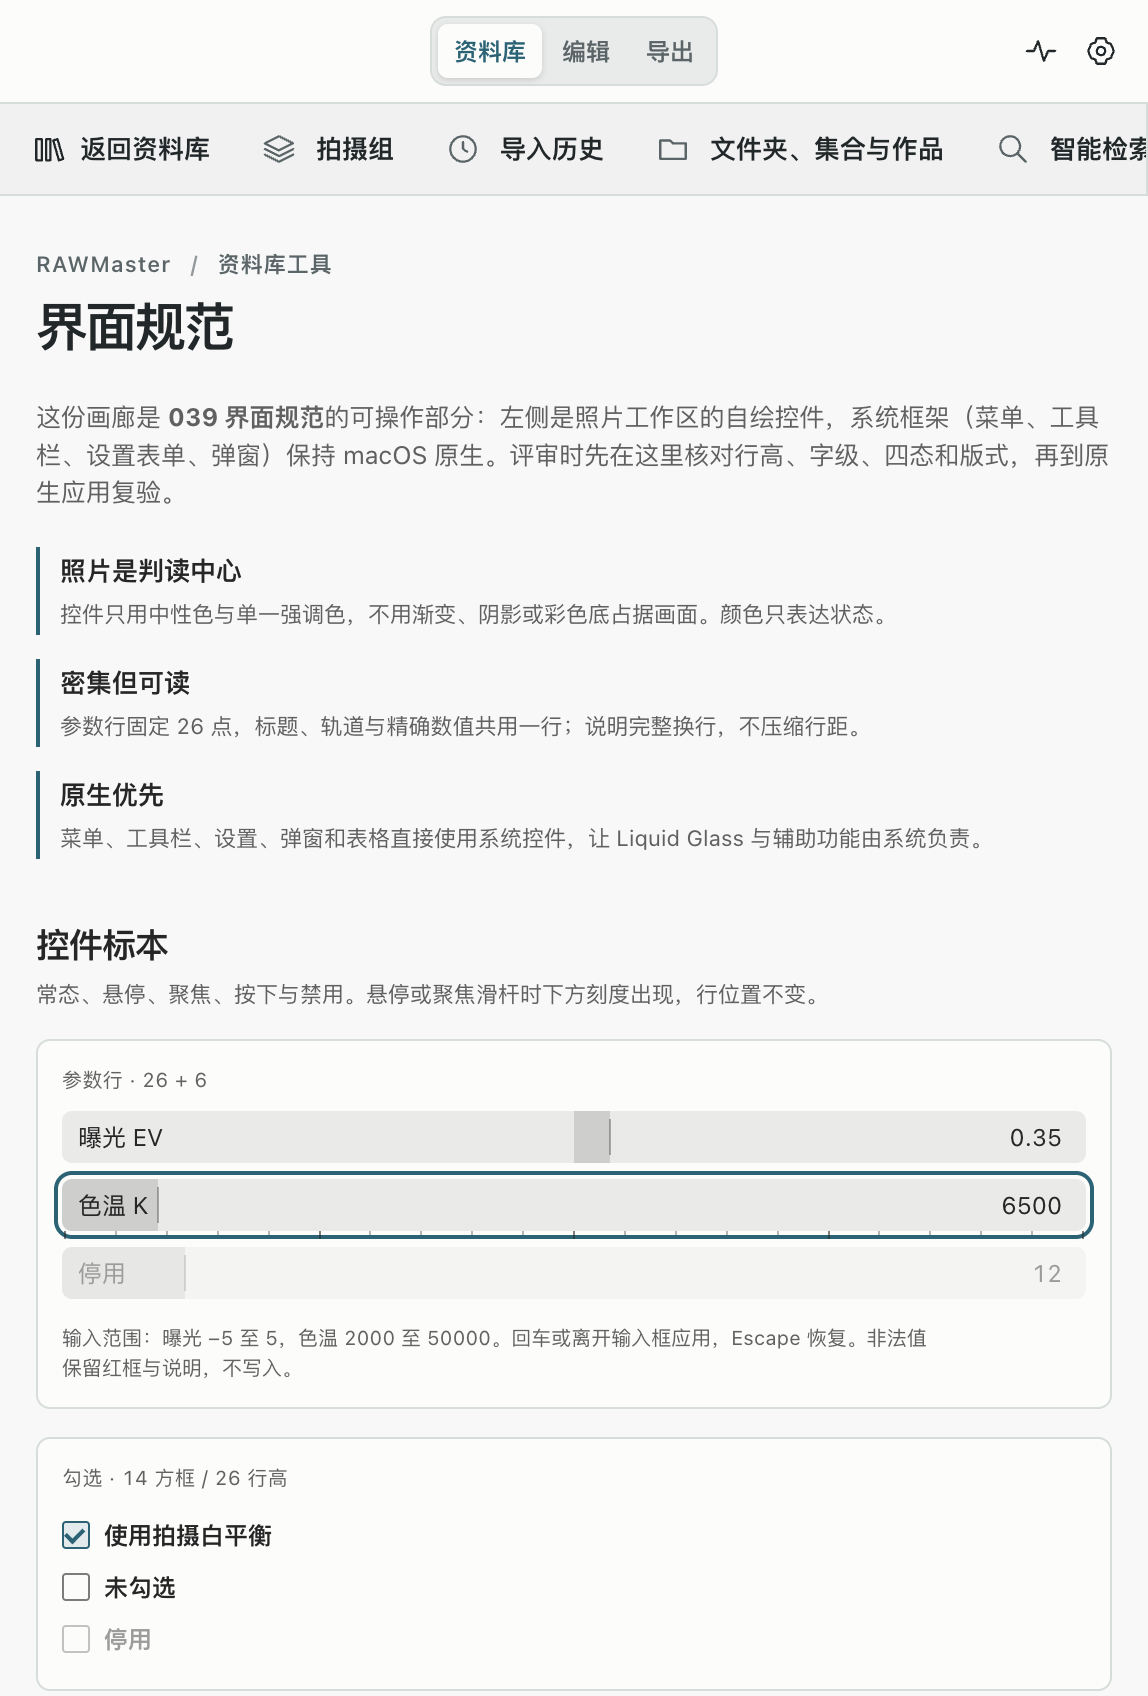 资料库 编辑 导出
返回资料库 拍摄组 导入历史 文件夹、集合与作品 智能检索
RAWMaster / 资料库工具
界面规范
这份画廊是 039 界面规范的可操作部分：左侧是照片工作区的自绘控件，系统框架（菜单、工具
栏、设置表单、弹窗）保持 macOS 原生。评审时先在这里核对行高、字级、四态和版式，再到原
生应用复验。
照片是判读中心
控件只用中性色与单一强调色，不用渐变、阴影或彩色底占据画面。颜色只表达状态。
密集但可读
参数行固定 26 点，标题、轨道与精确数值共用一行；说明完整换行，不压缩行距。
原生优先
菜单、工具栏、设置、弹窗和表格直接使用系统控件，让 Liquid Glass 与辅助功能由系统负责。
控件标本
常态、悬停、聚焦、按下与禁用。悬停或聚焦滑杆时下方刻度出现，行位置不变。
参数行 · 26 + 6
曝光 EV 0.35
色温 K 6500
停用 12
输入范围：曝光 −5 至 5，色温 2000 至 50000。回车或离开输入框应用，Escape 恢复。非法值
保留红框与说明，不写入。
勾选 · 14 方框 / 26 行高
使用拍摄白平衡
未勾选
停用